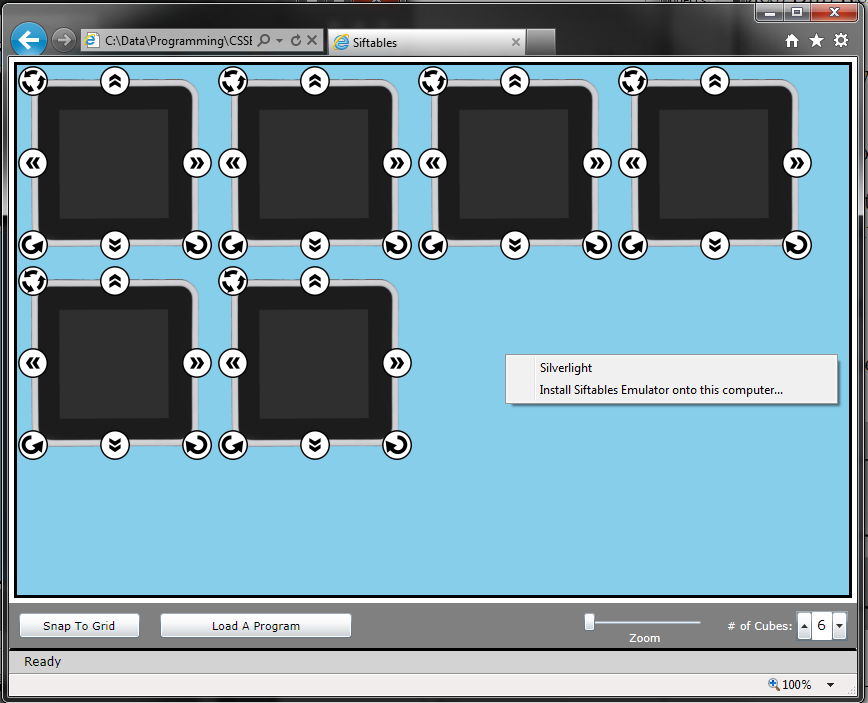 C:\Data\Programming\CSSE
Siftables
Silverlight
Install Siftables Emulator onto this computer...
Snap To Grid
Load A Program
Zoom
# of Cubes:
6
Ready
100%